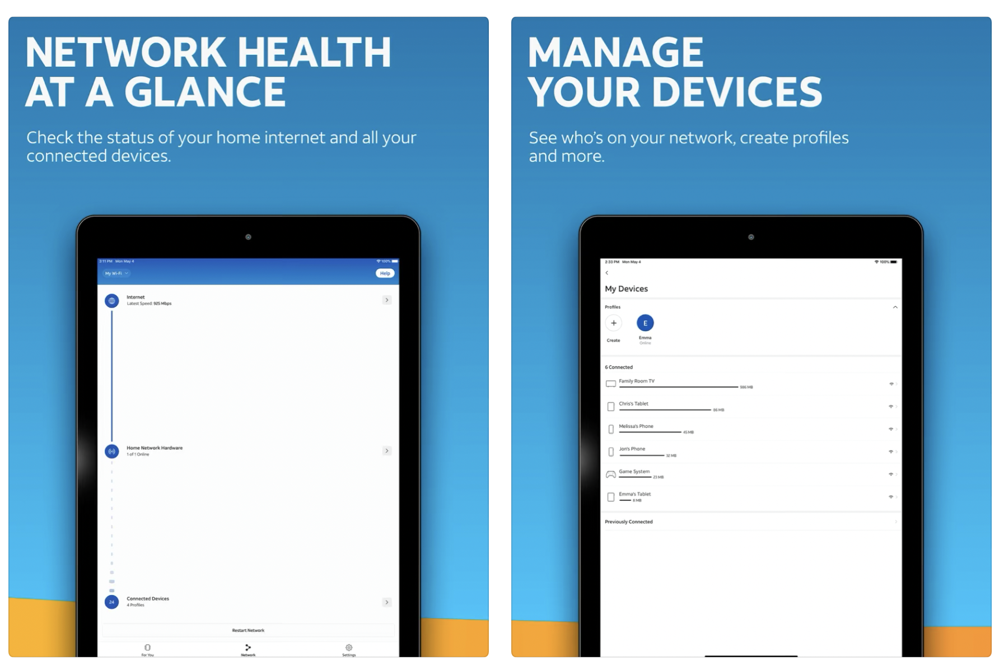 NETWORK HEALTH
AT A GLANCE
Check the status of your home internet and all your
connected devices.
3:11 PM Mon May 4
100%
My Wi-Fi
Help
Internet
Latest Speed: 925 Mbps
Home Network Hardware
1 of 1 Online
24
Connected Devices
4 Profiles
Restart Network
For You
Network
Settings
MANAGE
YOUR DEVICES
See who's on your network, create profiles
and more.
2:33 PM Mon May 4
100%
My Devices
Profiles
E
Create
Emma
Online
6 Connected
Family Room TV
986 MB
Chris's Tablet
86 MB
Melissa's Phone
45 MB
Jon's Phone
32 MB
Game System
23 MB
Emma's Tablet
8 MB
Previously Connected